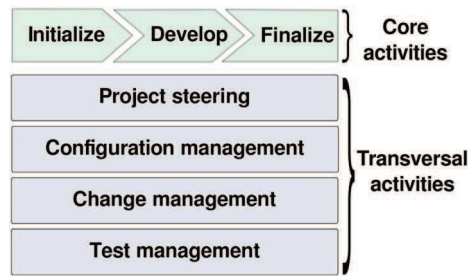 Initialize Develop Finalize
Core
activities
Project steering
Configuration management
Change management
Test management
Transversal
activities